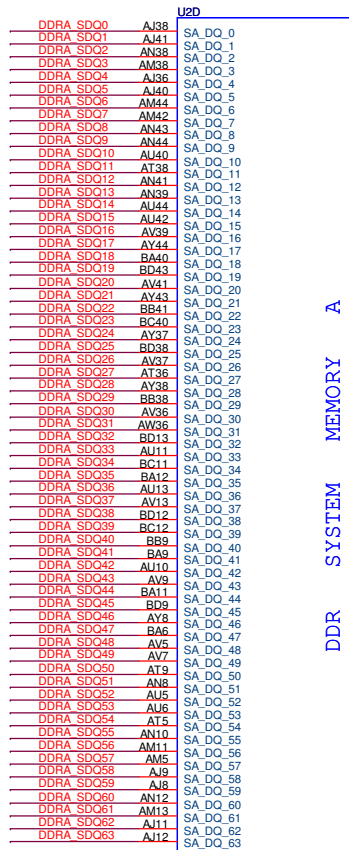 U2D
DDRA_SDQ0 AJ38 SA_DQ_0
DDRA_SDQ1 AJ41 SA_DQ_1
DDRA_SDQ2 AN38 SA_DQ_2
DDRA_SDQ3 AM38 SA_DQ_3
DDRA_SDQ4 AJ36 SA_DQ_4
DDRA_SDQ5 AJ40 SA_DQ_5
DDRA_SDQ6 AM44 SA_DQ_6
DDRA_SDQ7 AM42 SA_DQ_7
DDRA_SDQ8 AN43 SA_DQ_8
DDRA_SDQ9 AN44 SA_DQ_9
DDRA_SDQ10 AU40 SA_DQ_10
DDRA_SDQ11 AT38 SA_DQ_11
DDRA_SDQ12 AN41 SA_DQ_12
DDRA_SDQ13 AN39 SA_DQ_13
DDRA_SDQ14 AU44 SA_DQ_14
DDRA_SDQ15 AU42 SA_DQ_15
DDRA_SDQ16 AV39 SA_DQ_16
DDRA_SDQ17 AY44 SA_DQ_17
DDRA_SDQ18 BA40 SA_DQ_18
DDRA_SDQ19 BD43 SA_DQ_19
DDRA_SDQ20 AV41 SA_DQ_20
DDRA_SDQ21 AY43 SA_DQ_21
DDRA_SDQ22 BB41 SA_DQ_22
DDRA_SDQ23 BC40 SA_DQ_23
DDRA_SDQ24 AY37 SA_DQ_24
DDRA_SDQ25 BD38 SA_DQ_25
DDRA_SDQ26 AV37 SA_DQ_26
DDRA_SDQ27 AT36 SA_DQ_27
DDRA_SDQ28 AY38 SA_DQ_28
DDRA_SDQ29 BB38 SA_DQ_29
DDRA_SDQ30 AV36 SA_DQ_30
DDRA_SDQ31 AW36 SA_DQ_31
DDRA_SDQ32 BD13 SA_DQ_32
DDRA_SDQ33 AU11 SA_DQ_33
DDRA_SDQ34 BC11 SA_DQ_34
DDRA_SDQ35 BA12 SA_DQ_35
DDRA_SDQ36 AU13 SA_DQ_36
DDRA_SDQ37 AV13 SA_DQ_37
DDRA_SDQ38 BD12 SA_DQ_38
DDRA_SDQ39 BC12 SA_DQ_39
DDRA_SDQ40 BB9 SA_DQ_40
DDRA_SDQ41 BA9 SA_DQ_41
DDRA_SDQ42 AU10 SA_DQ_42
DDRA_SDQ43 AV9 SA_DQ_43
DDRA_SDQ44 BA11 SA_DQ_44
DDRA_SDQ45 BD9 SA_DQ_45
DDRA_SDQ46 AY8 SA_DQ_46
DDRA_SDQ47 BA6 SA_DQ_47
DDRA_SDQ48 AV5 SA_DQ_48
DDRA_SDQ49 AV7 SA_DQ_49
DDRA_SDQ50 AT9 SA_DQ_50
DDRA_SDQ51 AN8 SA_DQ_51
DDRA_SDQ52 AU5 SA_DQ_52
DDRA_SDQ53 AU6 SA_DQ_53
DDRA_SDQ54 AT5 SA_DQ_54
DDRA_SDQ55 AN10 SA_DQ_55
DDRA_SDQ56 AM11 SA_DQ_56
DDRA_SDQ57 AM5 SA_DQ_57
DDRA_SDQ58 AJ9 SA_DQ_58
DDRA_SDQ59 AJ8 SA_DQ_59
DDRA_SDQ60 AN12 SA_DQ_60
DDRA_SDQ61 AM13 SA_DQ_61
DDRA_SDQ62 AJ11 SA_DQ_62
DDRA_SDQ63 AJ12 SA_DQ_63
DDR SYSTEM MEMORY A